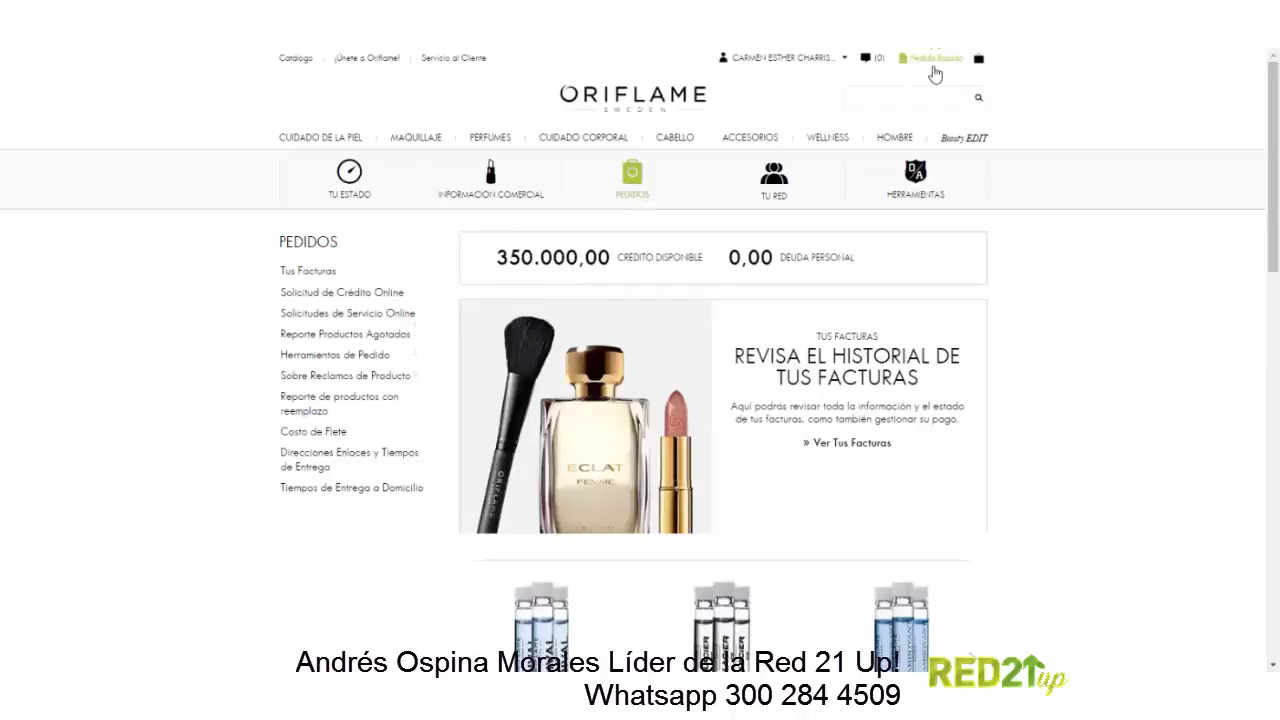 Catálogo
¡Únete a Oriflame!
Servicio al Cliente
CARMEN ESTHER CHARRIS...
(0)
Pedido Rápido
ORIFLAME
SWEDEN
CUIDADO DE LA PIEL
MAQUILLAJE
PERFUMES
CUIDADO CORPORAL
CABELLO
ACCESORIOS
WELLNESS
HOMBRE
Beauty EDIT
TU ESTADO
INFORMACIÓN COMERCIAL
PEDIDOS
TU RED
HERRAMIENTAS
PEDIDOS
Tus Facturas
Solicitud de Crédito Online
Solicitudes de Servicio Online
Reporte Productos Agotados
Herramientas de Pedido
Sobre Reclamos de Producto
Reporte de productos con
reemplazo
Costo de Flete
Direcciones Enlaces y Tiempos
de Entrega
Tiempos de Entrega a Domicilio
350.000,00 CRÉDITO DISPONIBLE 0,00 DEUDA PERSONAL
ECLAT
FEMME
ORIFLAME
TUS FACTURAS
REVISA EL HISTORIAL DE
TUS FACTURAS
Aquí podrás revisar toda la información y el estado
de tus facturas, como también gestionar su pago.
» Ver Tus Facturas
Andrés Ospina Morales Líder de la Red 21 Up!
Whatsapp 300 284 4509
RED21up